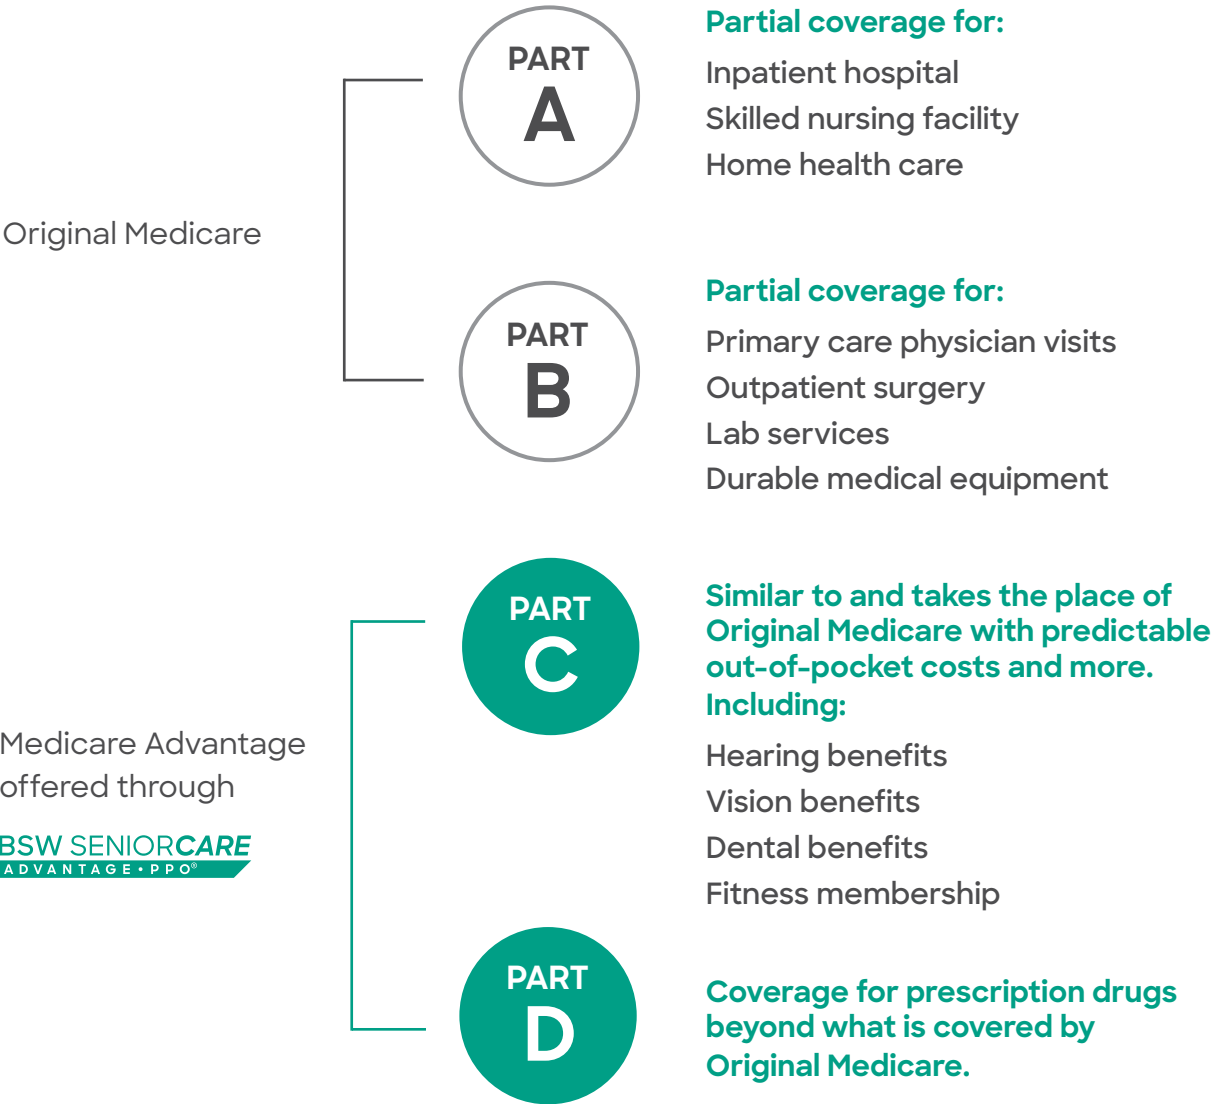 PART
A
Partial coverage for:
Inpatient hospital
Skilled nursing facility
Home health care
Original Medicare
PART
B
Partial coverage for:
Primary care physician visits
Outpatient surgery
Lab services
Durable medical equipment
PART
C
Similar to and takes the place of
Original Medicare with predictable
out-of-pocket costs and more.
Including:
Hearing benefits
Vision benefits
Dental benefits
Fitness membership
Medicare Advantage
offered through
BSW SENIORCARE
ADVANTAGE • PPO®
PART
D
Coverage for prescription drugs
beyond what is covered by
Original Medicare.